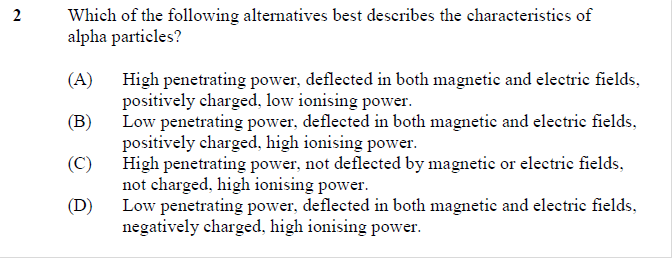 2 Which of the following alternatives best describes the characteristics of
alpha particles?
(A) High penetrating power, deflected in both magnetic and electric fields,
positively charged, low ionising power.
(B) Low penetrating power, deflected in both magnetic and electric fields,
positively charged, high ionising power.
(C) High penetrating power, not deflected by magnetic or electric fields,
not charged, high ionising power.
(D) Low penetrating power, deflected in both magnetic and electric fields,
negatively charged, high ionising power.